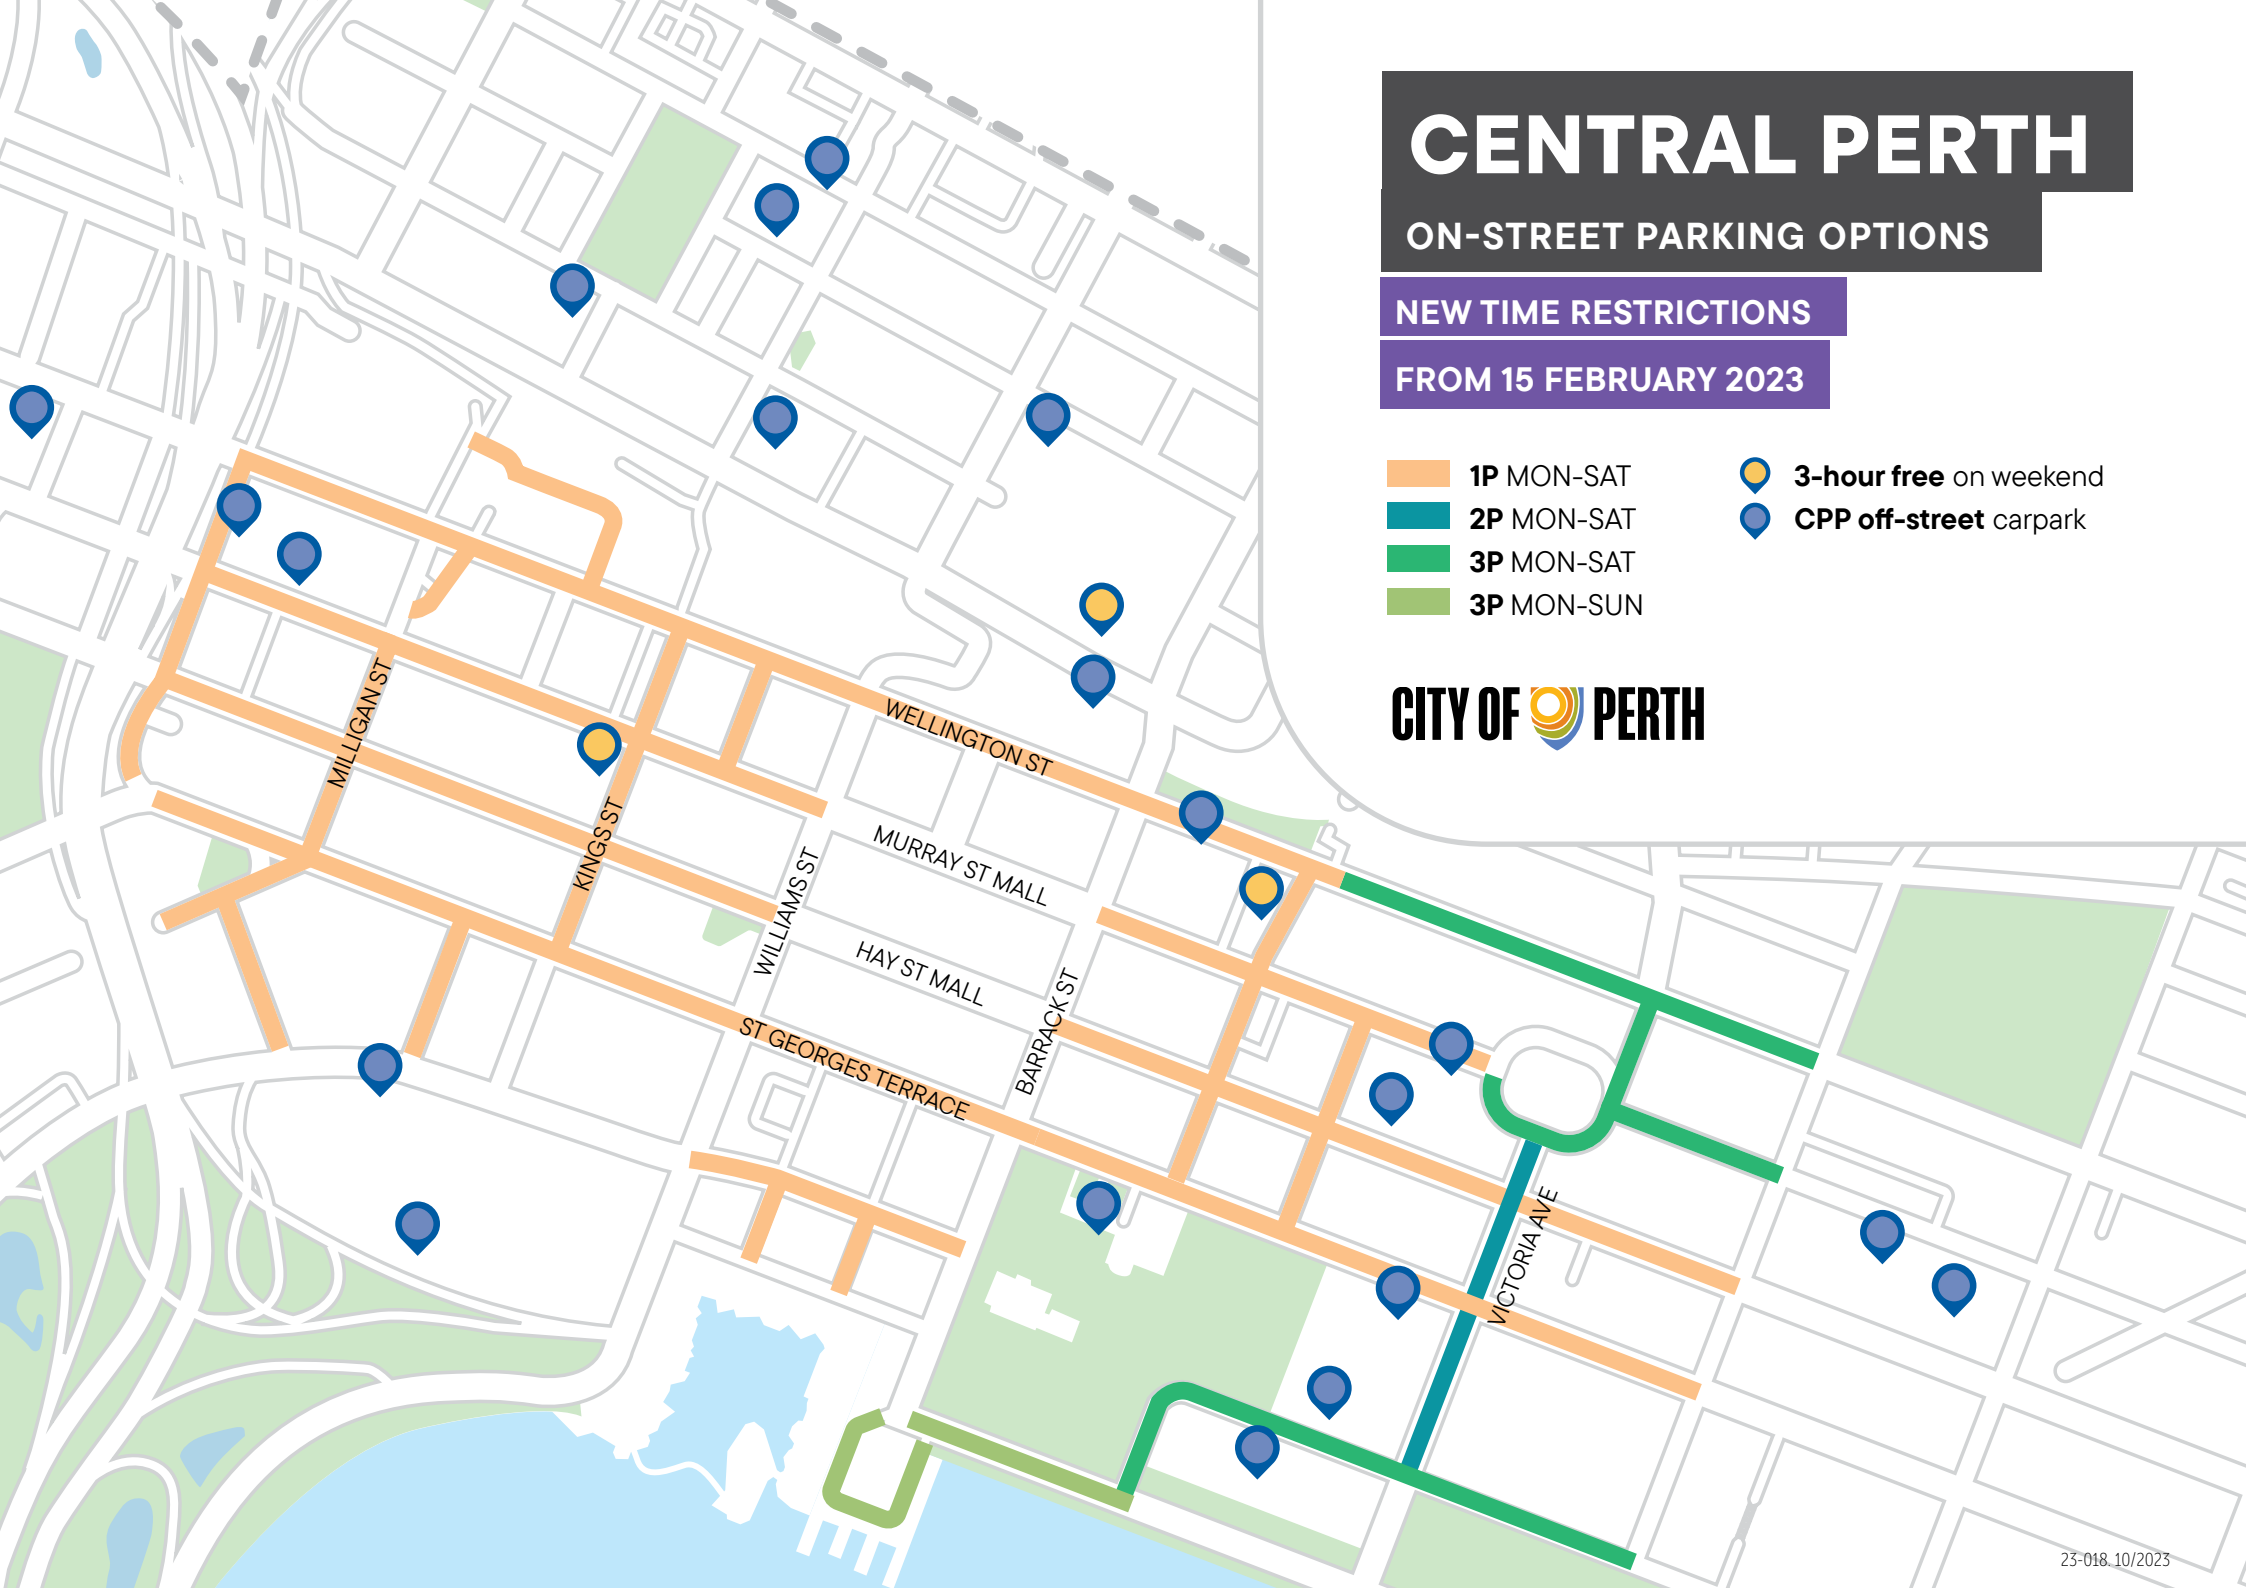 CENTRAL PERTH
ON-STREET PARKING OPTIONS
NEW TIME RESTRICTIONS
FROM 15 FEBRUARY 2023
1P MON-SAT
2P MON-SAT
3P MON-SAT
3P MON-SUN
3-hour free on weekend
CPP off-street carpark
CITY OF PERTH
MILLIGAN ST
KINGS ST
WELLINGTON ST
MURRAY ST MALL
WILLIAMS ST
HAY ST MALL
BARRACK ST
ST GEORGES TERRACE
VICTORIA AVE
23-018. 10/2023